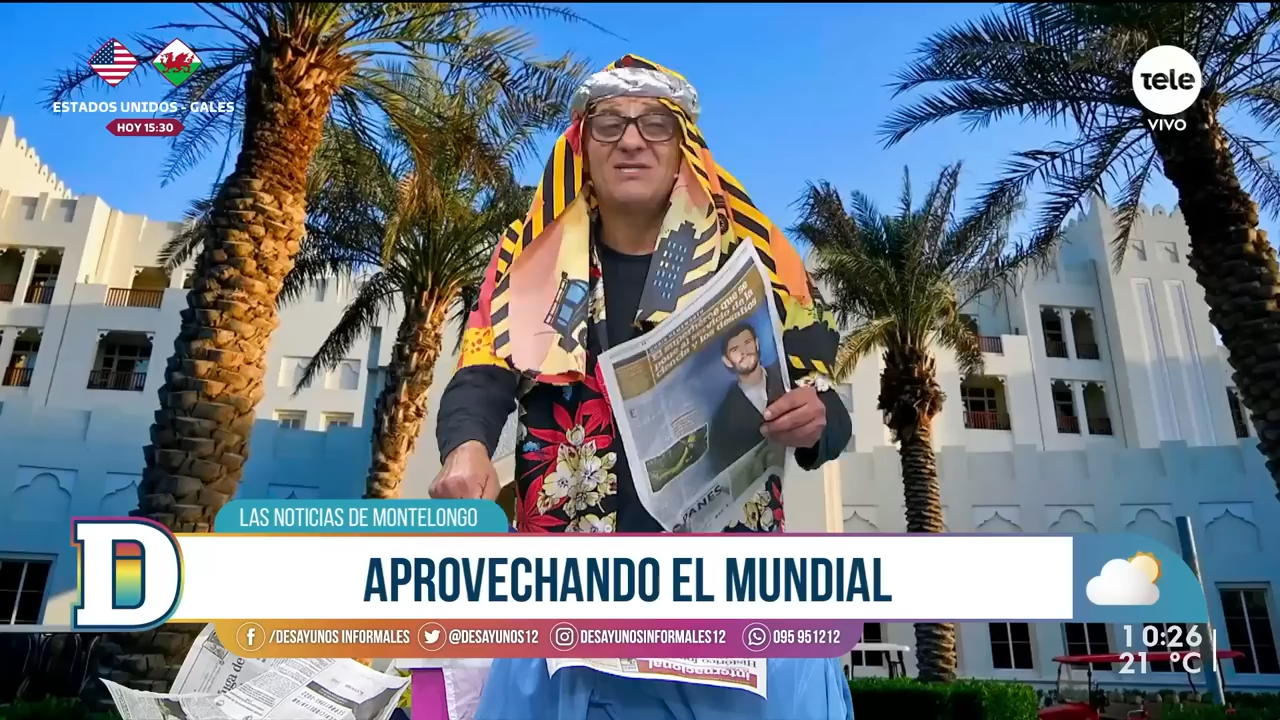 ESTADOS UNIDOS - GALES
HOY 15:30
tele
VIVO
LAS NOTICIAS DE MONTELONGO
D
APROVECHANDO EL MUNDIAL
/DESAYUNOS INFORMALES
@DESAYUNOS12
DESAYUNOSINFORMALES12
095 951212
10:26
21 °C
Internacional